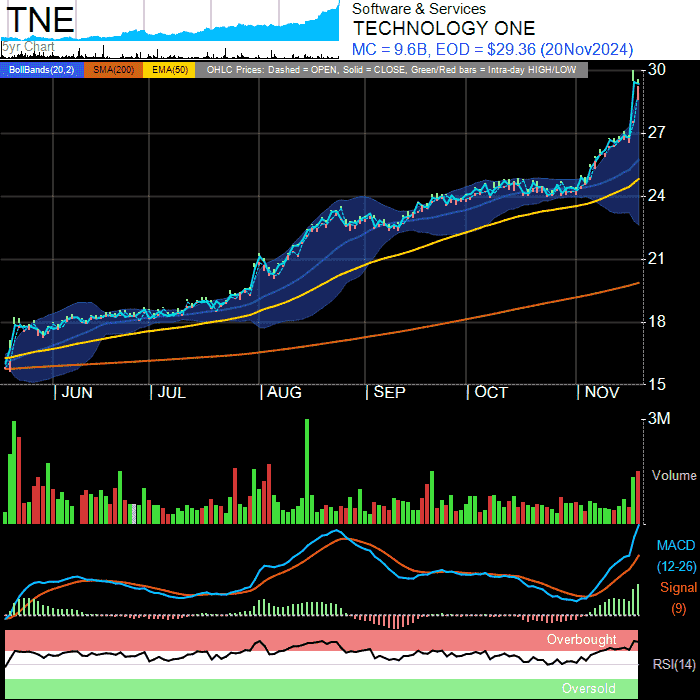 TNE
Software & Services
TECHNOLOGY ONE
5yr Chart
MC = 9.6B, EOD = $29.36 (20Nov2024)
BollBands(20,2) SMA(200) EMA(50) OHLC Prices: Dashed = OPEN, Solid = CLOSE, Green/Red bars = Intra-day HIGH/LOW
30
27
24
21
18
15
| JUN | JUL | AUG | SEP | OCT | NOV
3M
Volume
MACD
(12-26)
Signal
(9)
Overbought
RSI(14)
Oversold